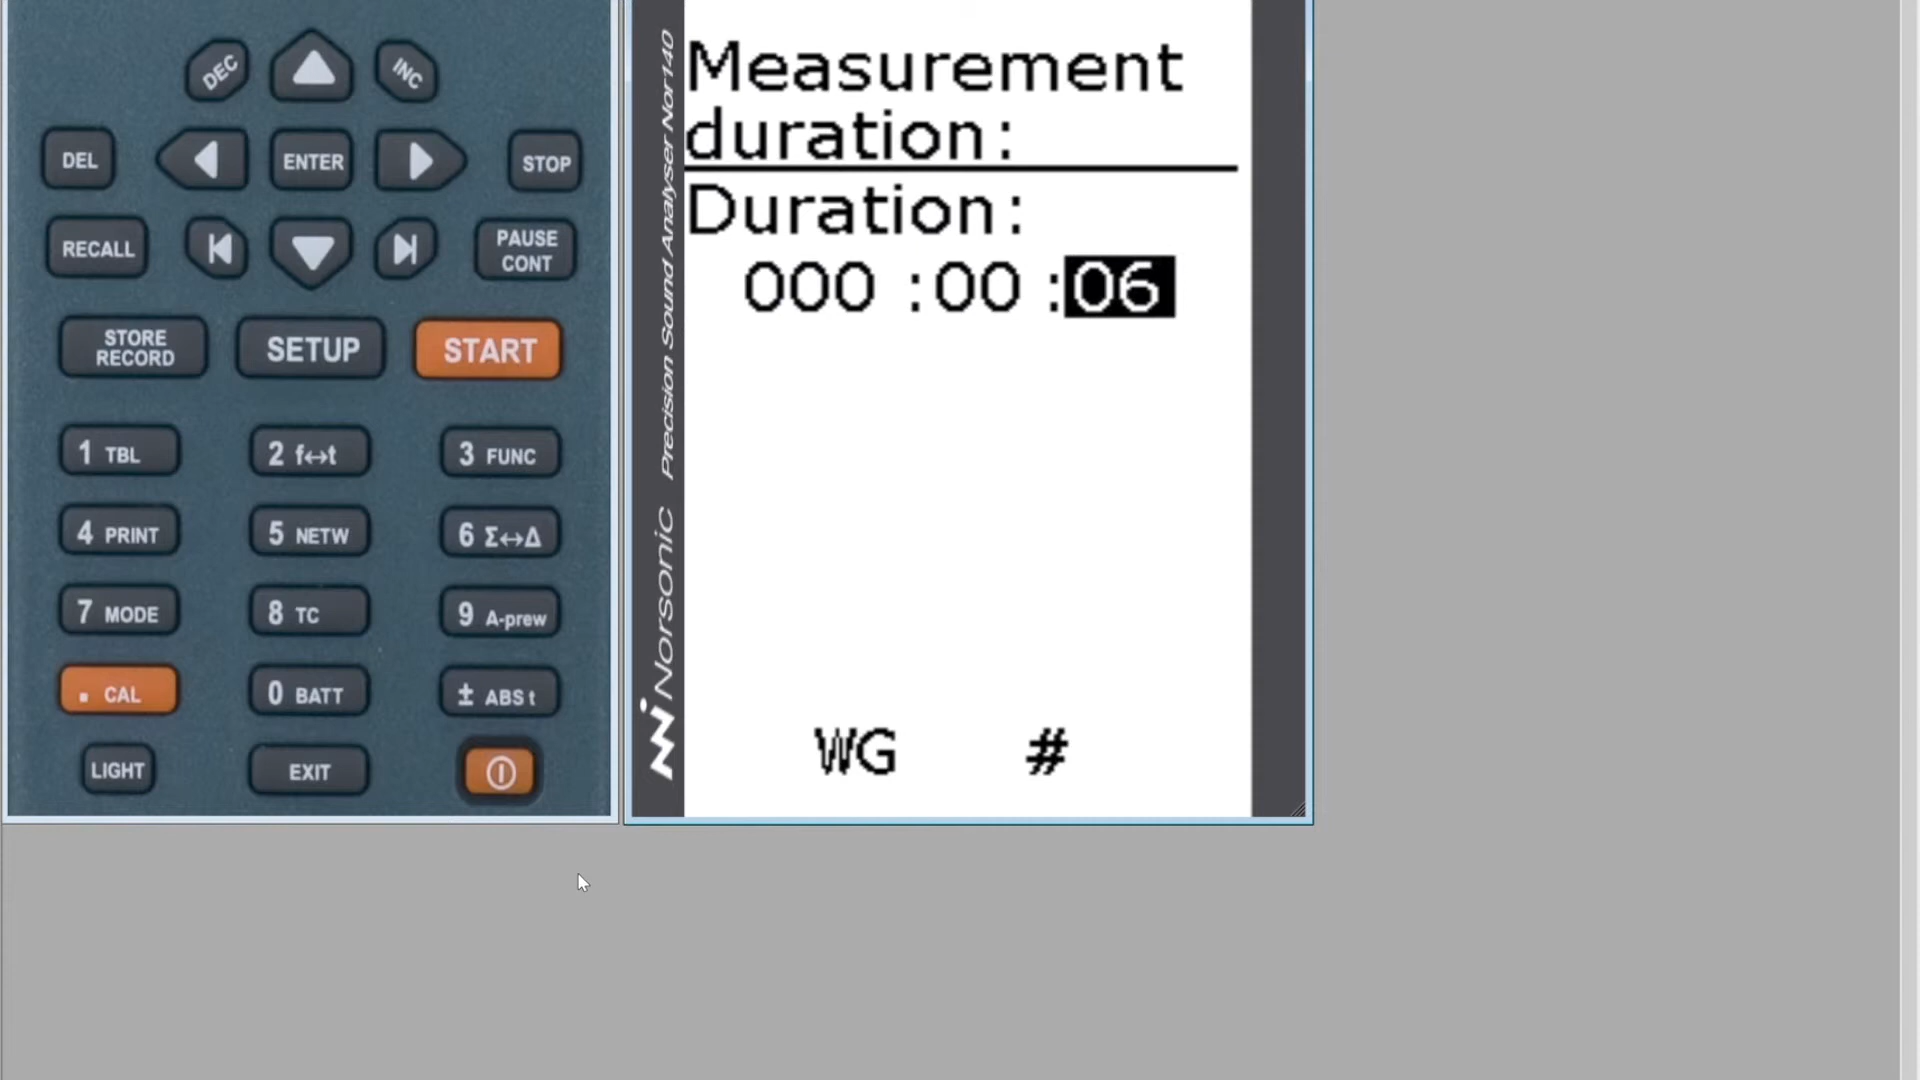 DEC
INC
DEL
ENTER
STOP
RECALL
PAUSE
CONT
STORE
RECORD
SETUP
START
1 TBL
2 f↔t
3 FUNC
4 PRINT
5 NETW
6 Σ↔Δ
7 MODE
8 TC
9 A-prew
. CAL
0 BATT
± ABS t
LIGHT
EXIT
Norsonic Precision Sound Analyser Nor140
Measurement
duration:
Duration:
000 :00 :06
WG #